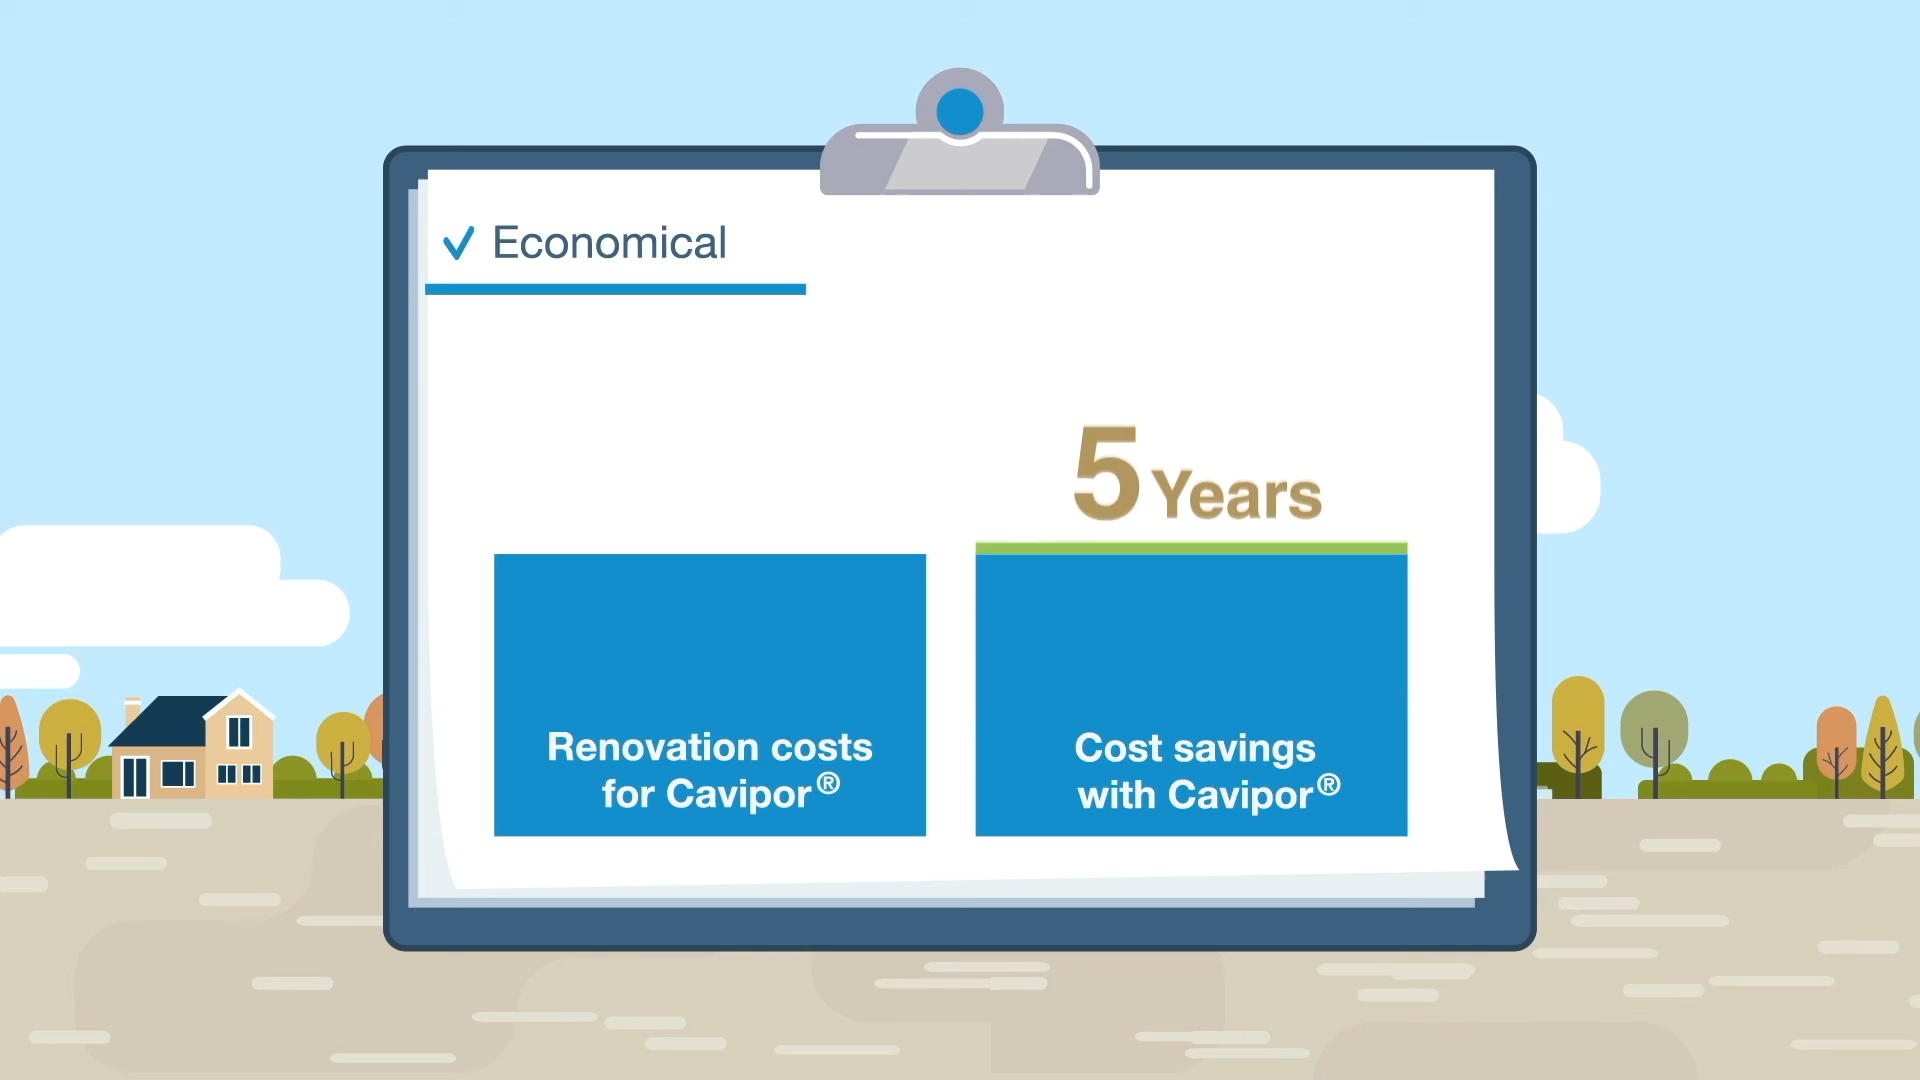 Economical
5 Years
Renovation costs
for Cavipor®
Cost savings
with Cavipor®